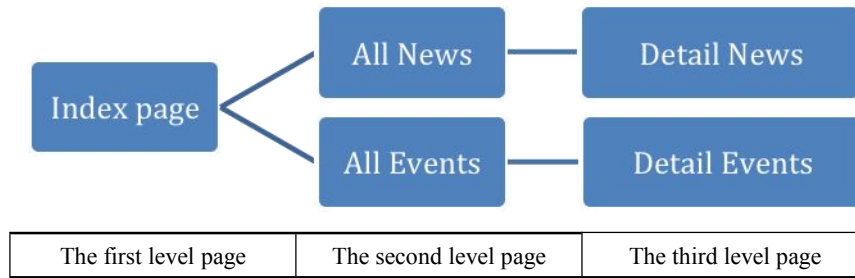 All News
Detail News
Index page
All Events
Detail Events
The first level page
The second level page
The third level page